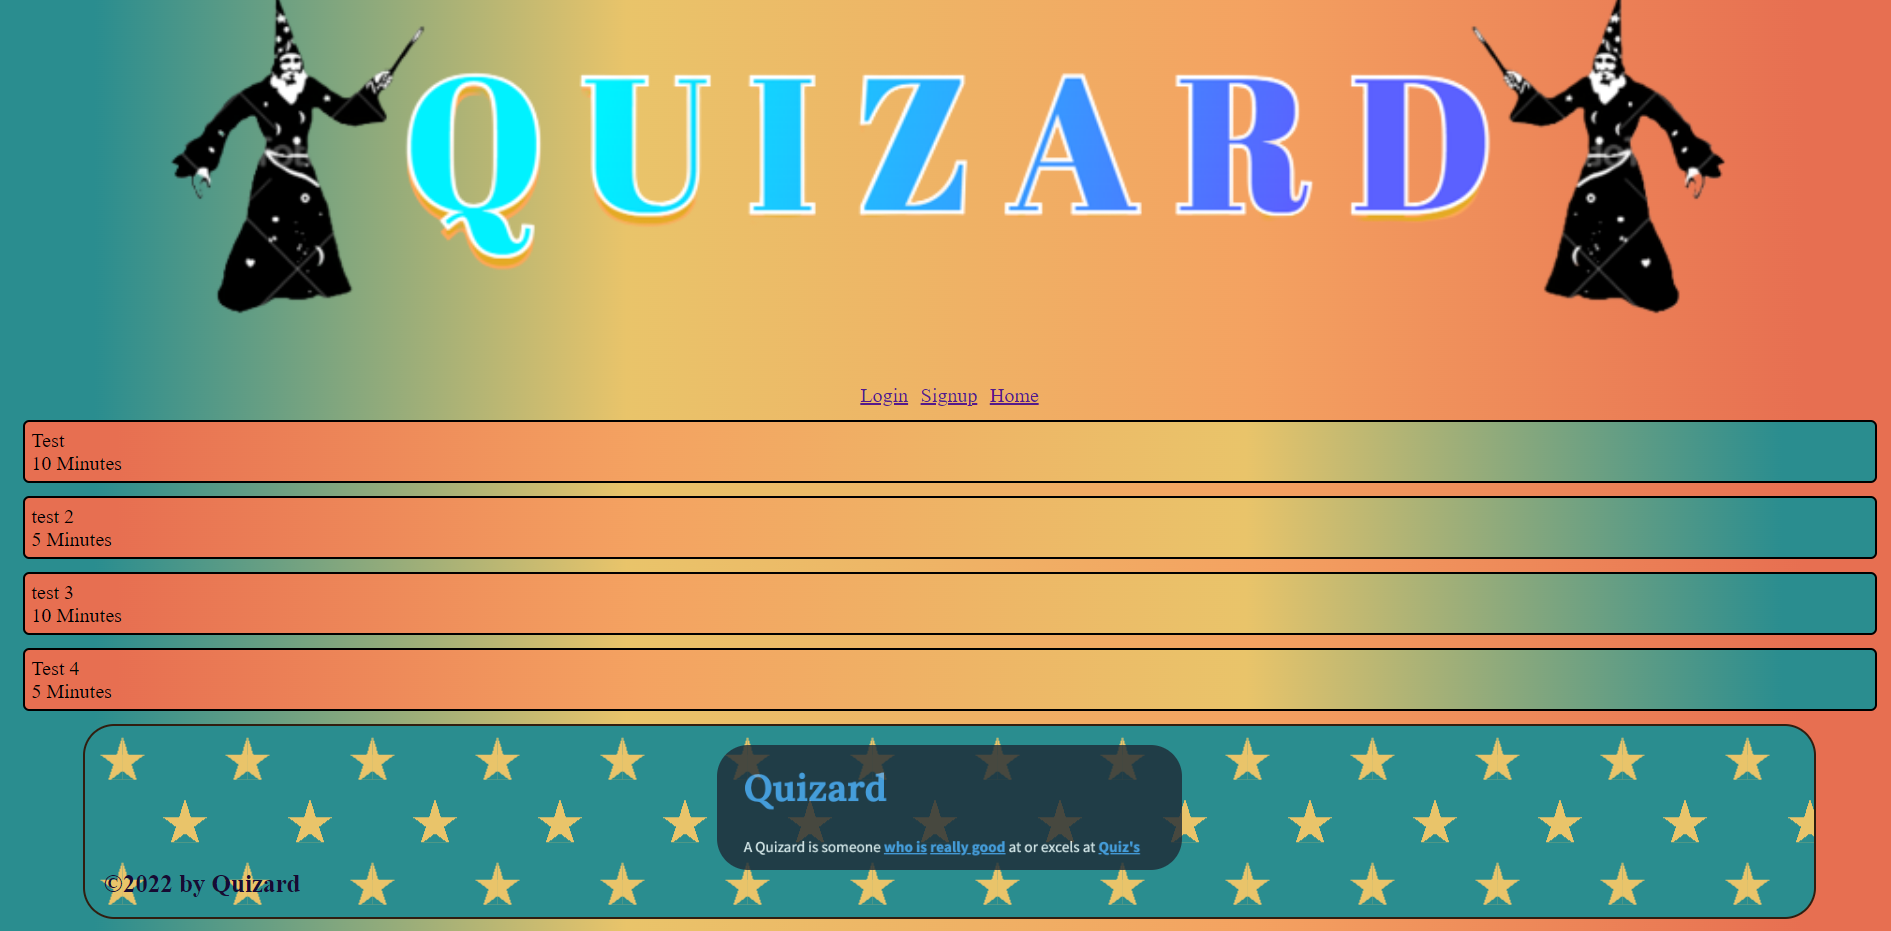 QUIZARD
Login Signup Home
Test
10 Minutes
test 2
5 Minutes
test 3
10 Minutes
Test 4
5 Minutes
Quizard
A Quizard is someone who is really good at or excels at Quiz's
©2022 by Quizard